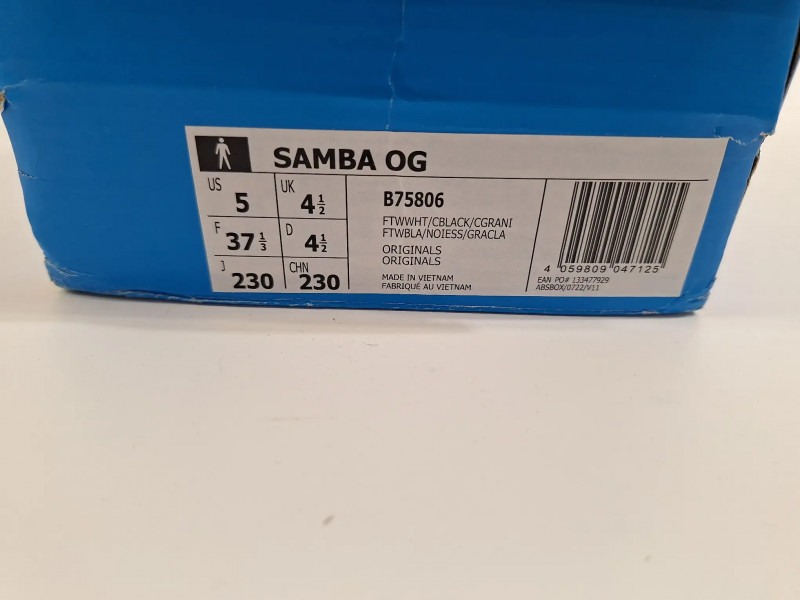 SAMBA OG
US 5 UK 4 1/2
F 37 1/3 D 4 1/2
J 230 CHN 230
B75806
FTWWHT/CBLACK/CGRANI
FTWBLA/NOIESS/GRACLA
ORIGINALS
ORIGINALS
MADE IN VIETNAM
FABRIQUÉ AU VIETNAM
4 059809 047125
EAN PO# 133477929
ABSBOX/0722/V11